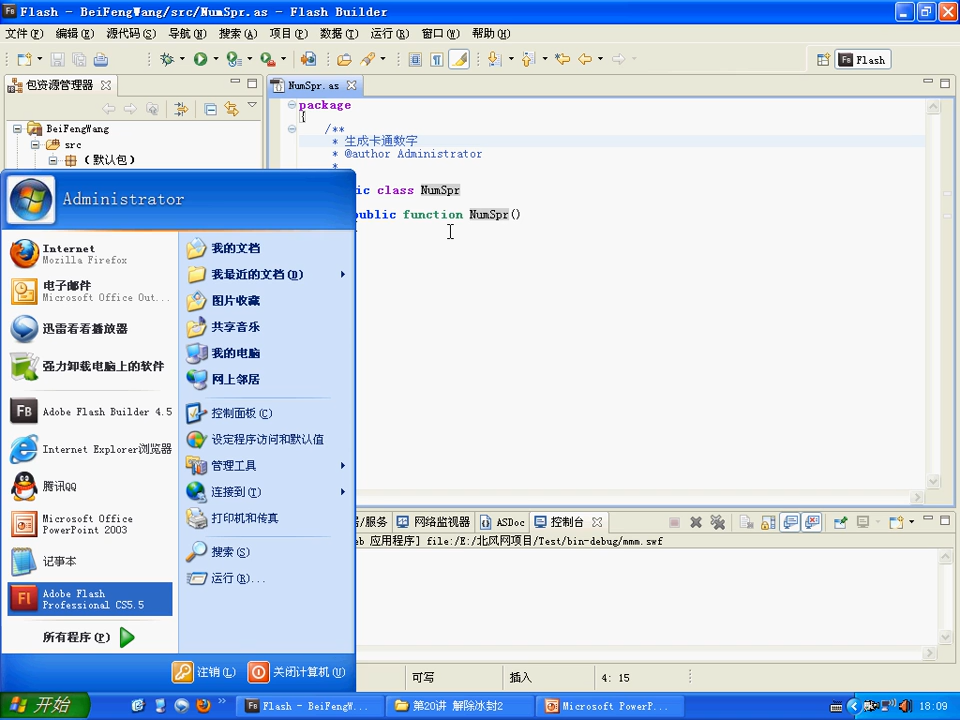 Flash - BeiFengWang/src/NumSpr.as - Flash Builder
文件(F) 编辑(E) 源代码(S) 导航(N) 搜索(A) 项目(P) 数据(T) 运行(R) 窗口(W) 帮助(H)
Flash
包资源管理器
NumSpr.as
BeiFengWang
src
(默认包)
package
{
/**
* 生成卡通数字
* @author Administrator
*
ic class NumSpr
public function NumSpr()
Administrator
Internet
Mozilla Firefox
电子邮件
Microsoft Office Out...
迅雷看看播放器
强力卸载电脑上的软件
Adobe Flash Builder 4.5
Internet Explorer浏览器
腾讯QQ
Microsoft Office
PowerPoint 2003
记事本
Adobe Flash
Professional CS5.5
所有程序(P)
我的文档
我最近的文档(D)
图片收藏
共享音乐
我的电脑
网上邻居
控制面板(C)
设定程序访问和默认值
管理工具
连接到(T)
打印机和传真
搜索(S)
运行(R)...
注销(L)
关闭计算机(U)
/服务 网络监视器 ASDoc 控制台
eb 应用程序] file:/E:/北风网项目/Test/bin-debug/mmm.swf
可写 插入 4: 15
开始
Flash - BeiFengW...
第20讲 解除冰封2
Microsoft PowerP...
18:09